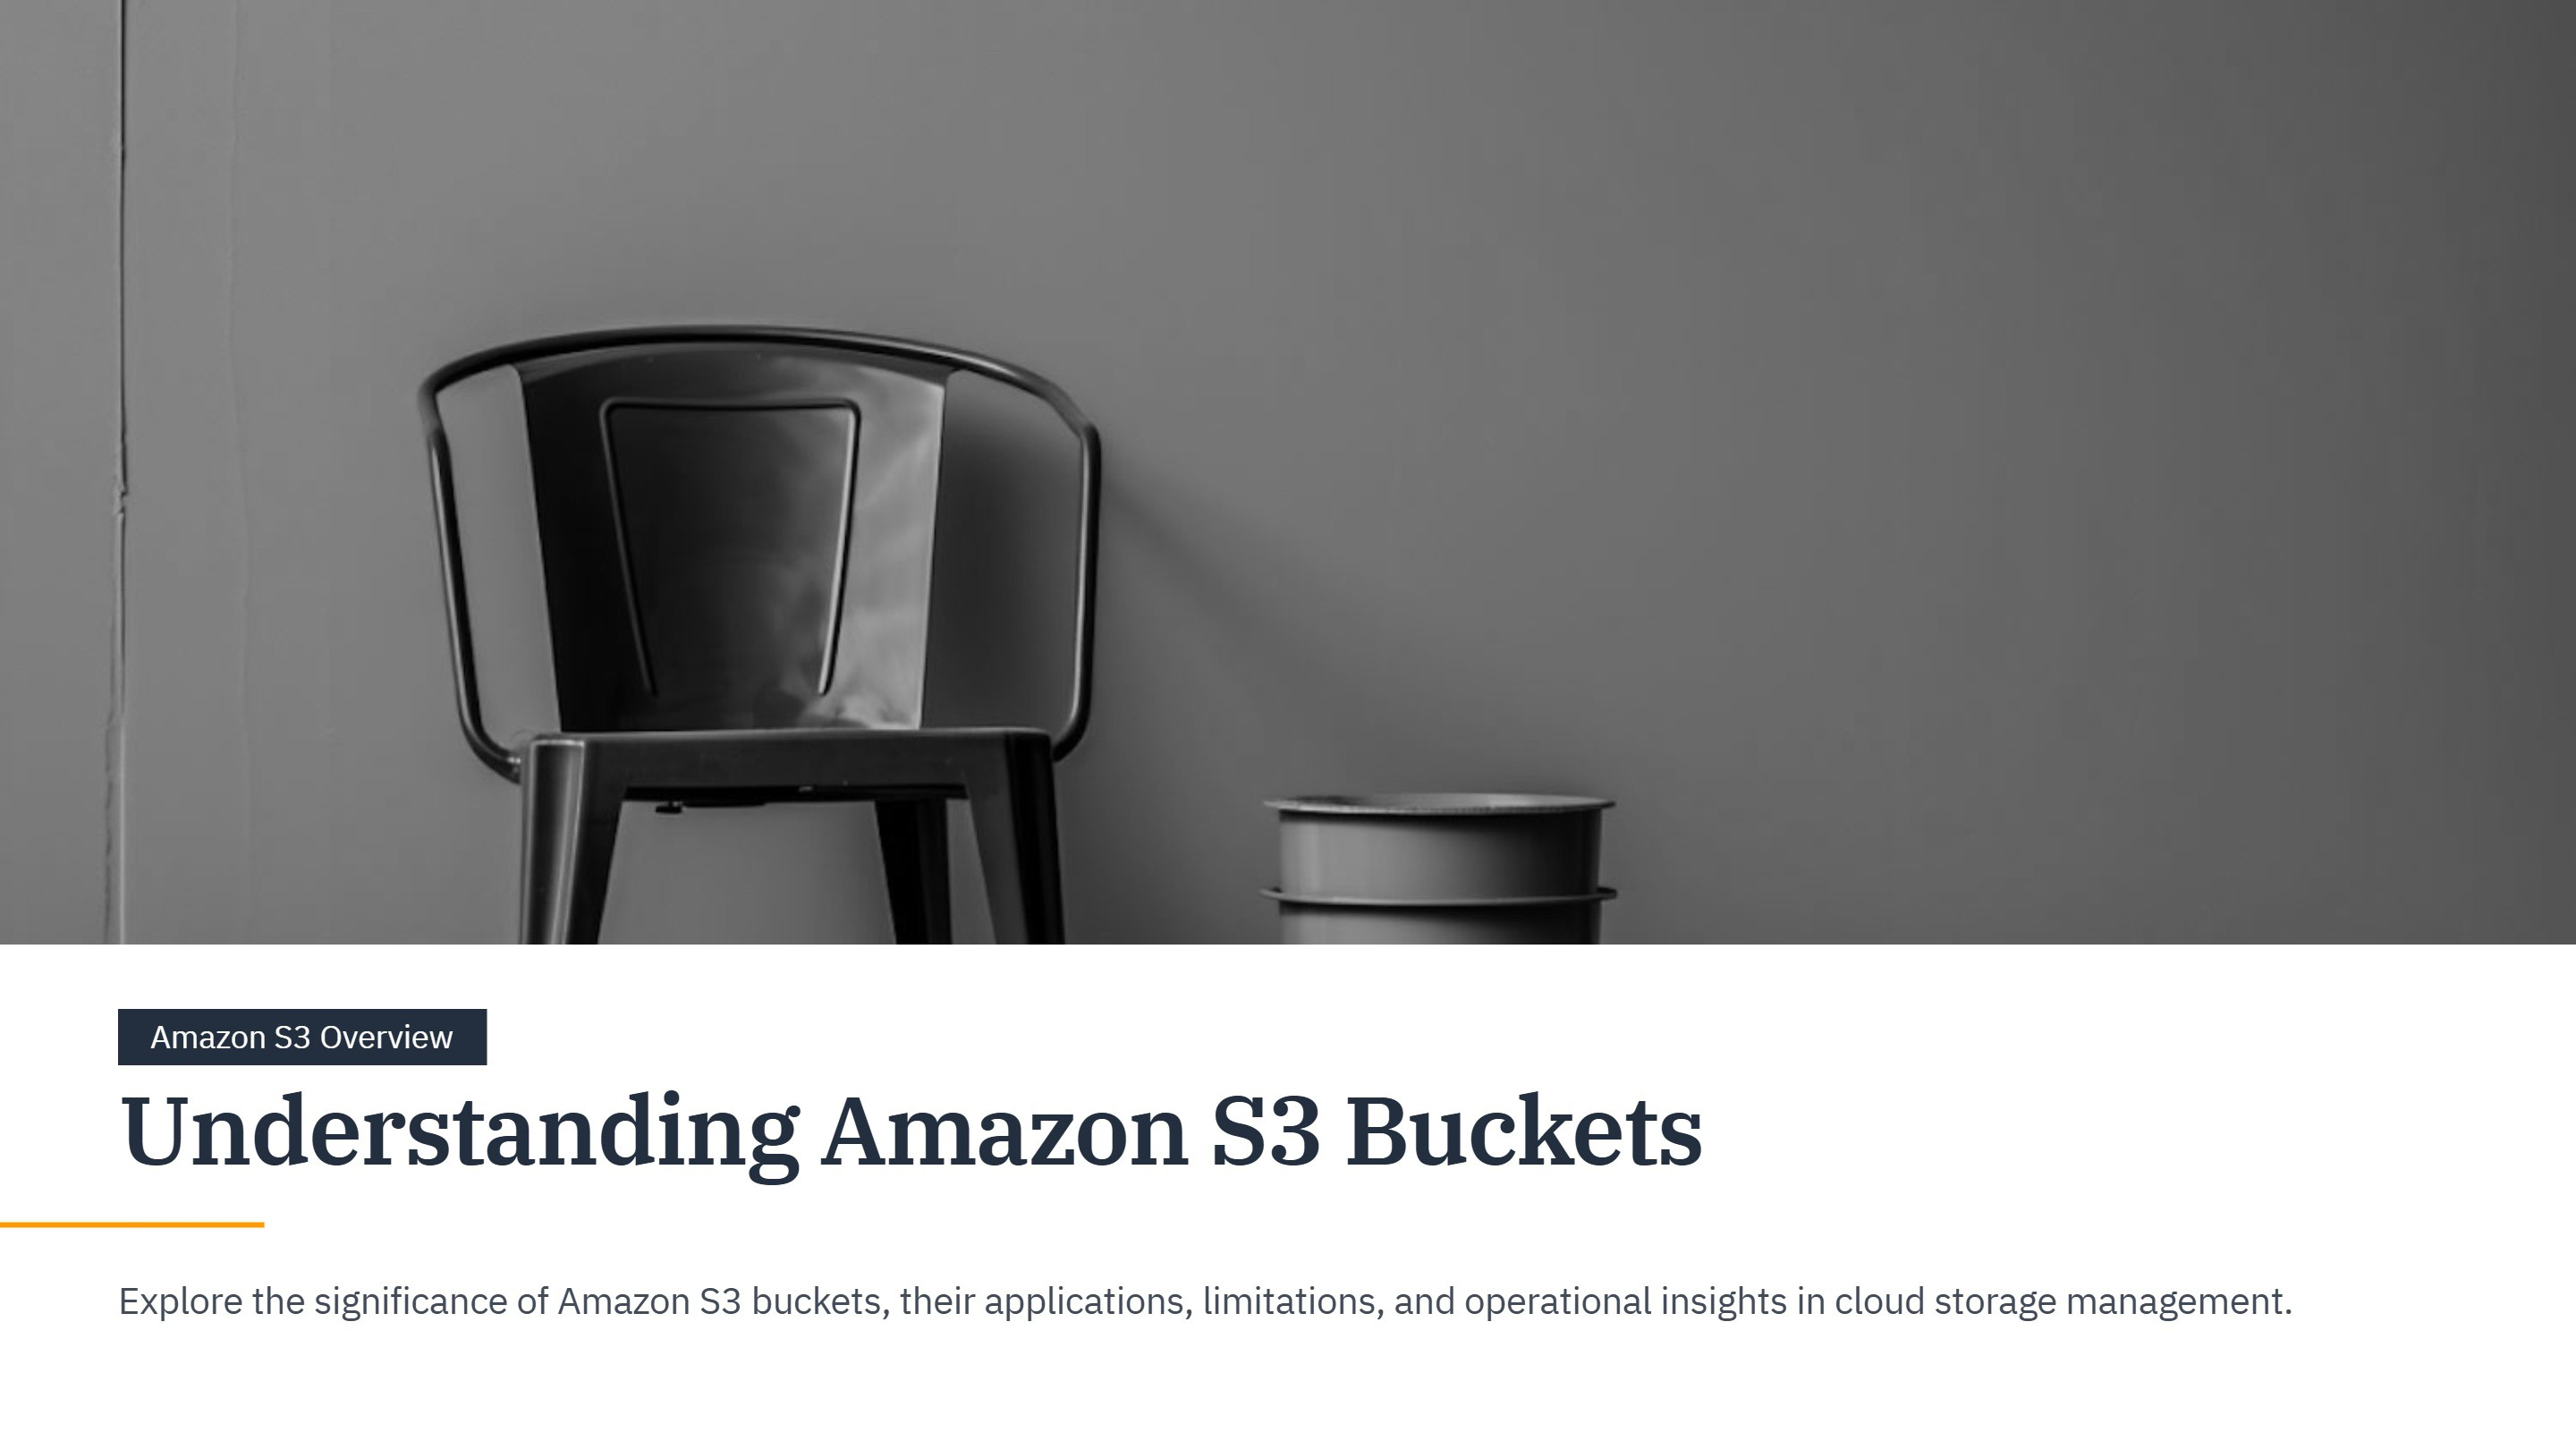 Amazon S3 Overview
Understanding Amazon S3 Buckets
Explore the significance of Amazon S3 buckets, their applications, limitations, and operational insights in cloud storage management.